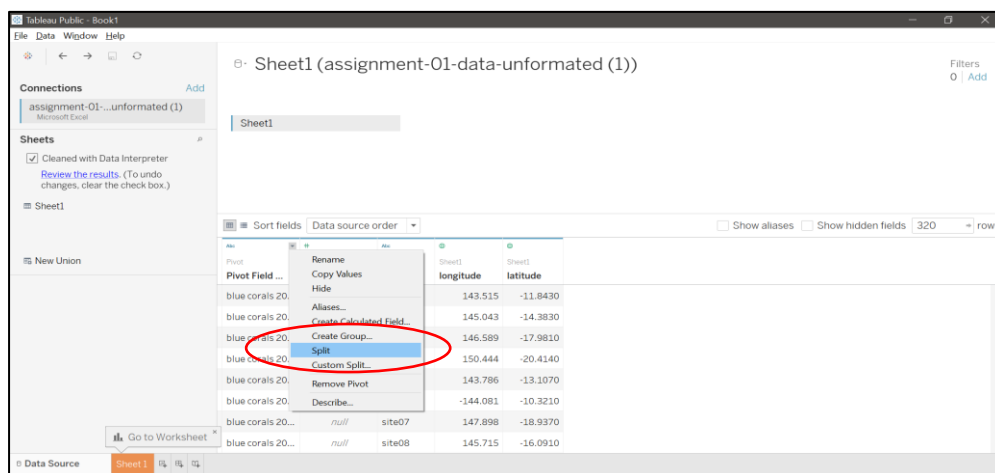 Tableau Public - Book1
File Data Window Help
Sheet1 (assignment-01-data-unformated (1))
Filters
0 Add
Connections Add
assignment-01-...unformated (1)
Microsoft Excel
Sheet1
Sheets
Cleaned with Data Interpreter
Review the results. (To undo
changes, clear the check box.)
Sheet1
New Union
Sort fields Data source order Show aliases Show hidden fields 320 row
Abc Abc
Pivot Sheet1 Sheet1
Pivot Field ... longitude latitude
Rename
Copy Values
Hide
Aliases...
Create Calculated Field...
Create Group...
Split
Custom Split...
Remove Pivot
Describe...
blue corals 20. 143.515 -11.8430
blue corals 20. 145.043 -14.3830
blue corals 20. 146.589 -17.9810
blue corals 20. 150.444 -20.4140
blue corals 20. 143.786 -13.1070
blue corals 20. -144.081 -10.3210
blue corals 20... null site07 147.898 -18.9370
blue corals 20... null site08 145.715 -16.0910
Go to Worksheet
Data Source Sheet 1